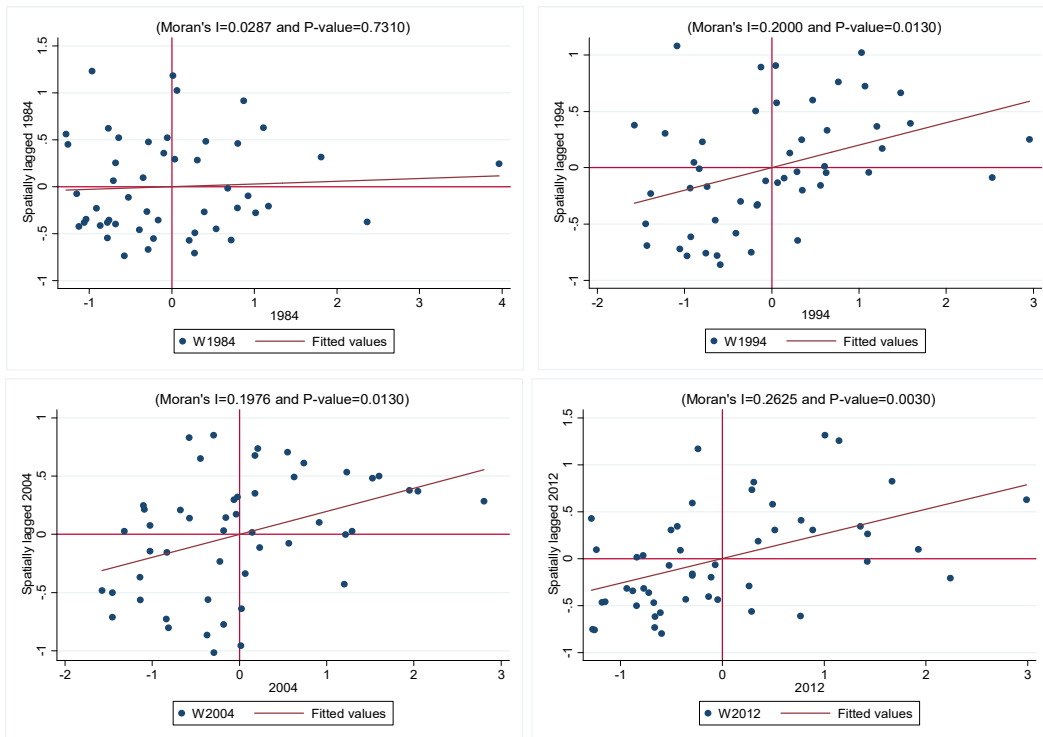 (Moran's I=0.0287 and P-value=0.7310)
Spatially lagged 1984
1.5
1
.5
0
-.5
-1
-1 0 1 2 3 4
1984
W1984 Fitted values
(Moran's I=0.2000 and P-value=0.0130)
Spatially lagged 1994
1
.5
0
-.5
-1
-2 -1 0 1 2 3
1994
W1994 Fitted values
(Moran's I=0.1976 and P-value=0.0130)
Spatially lagged 2004
1
.5
0
-.5
-1
-2 -1 0 1 2 3
2004
W2004 Fitted values
(Moran's I=0.2625 and P-value=0.0030)
Spatially lagged 2012
1.5
1
.5
0
-.5
-1
-1 0 1 2 3
2012
W2012 Fitted values